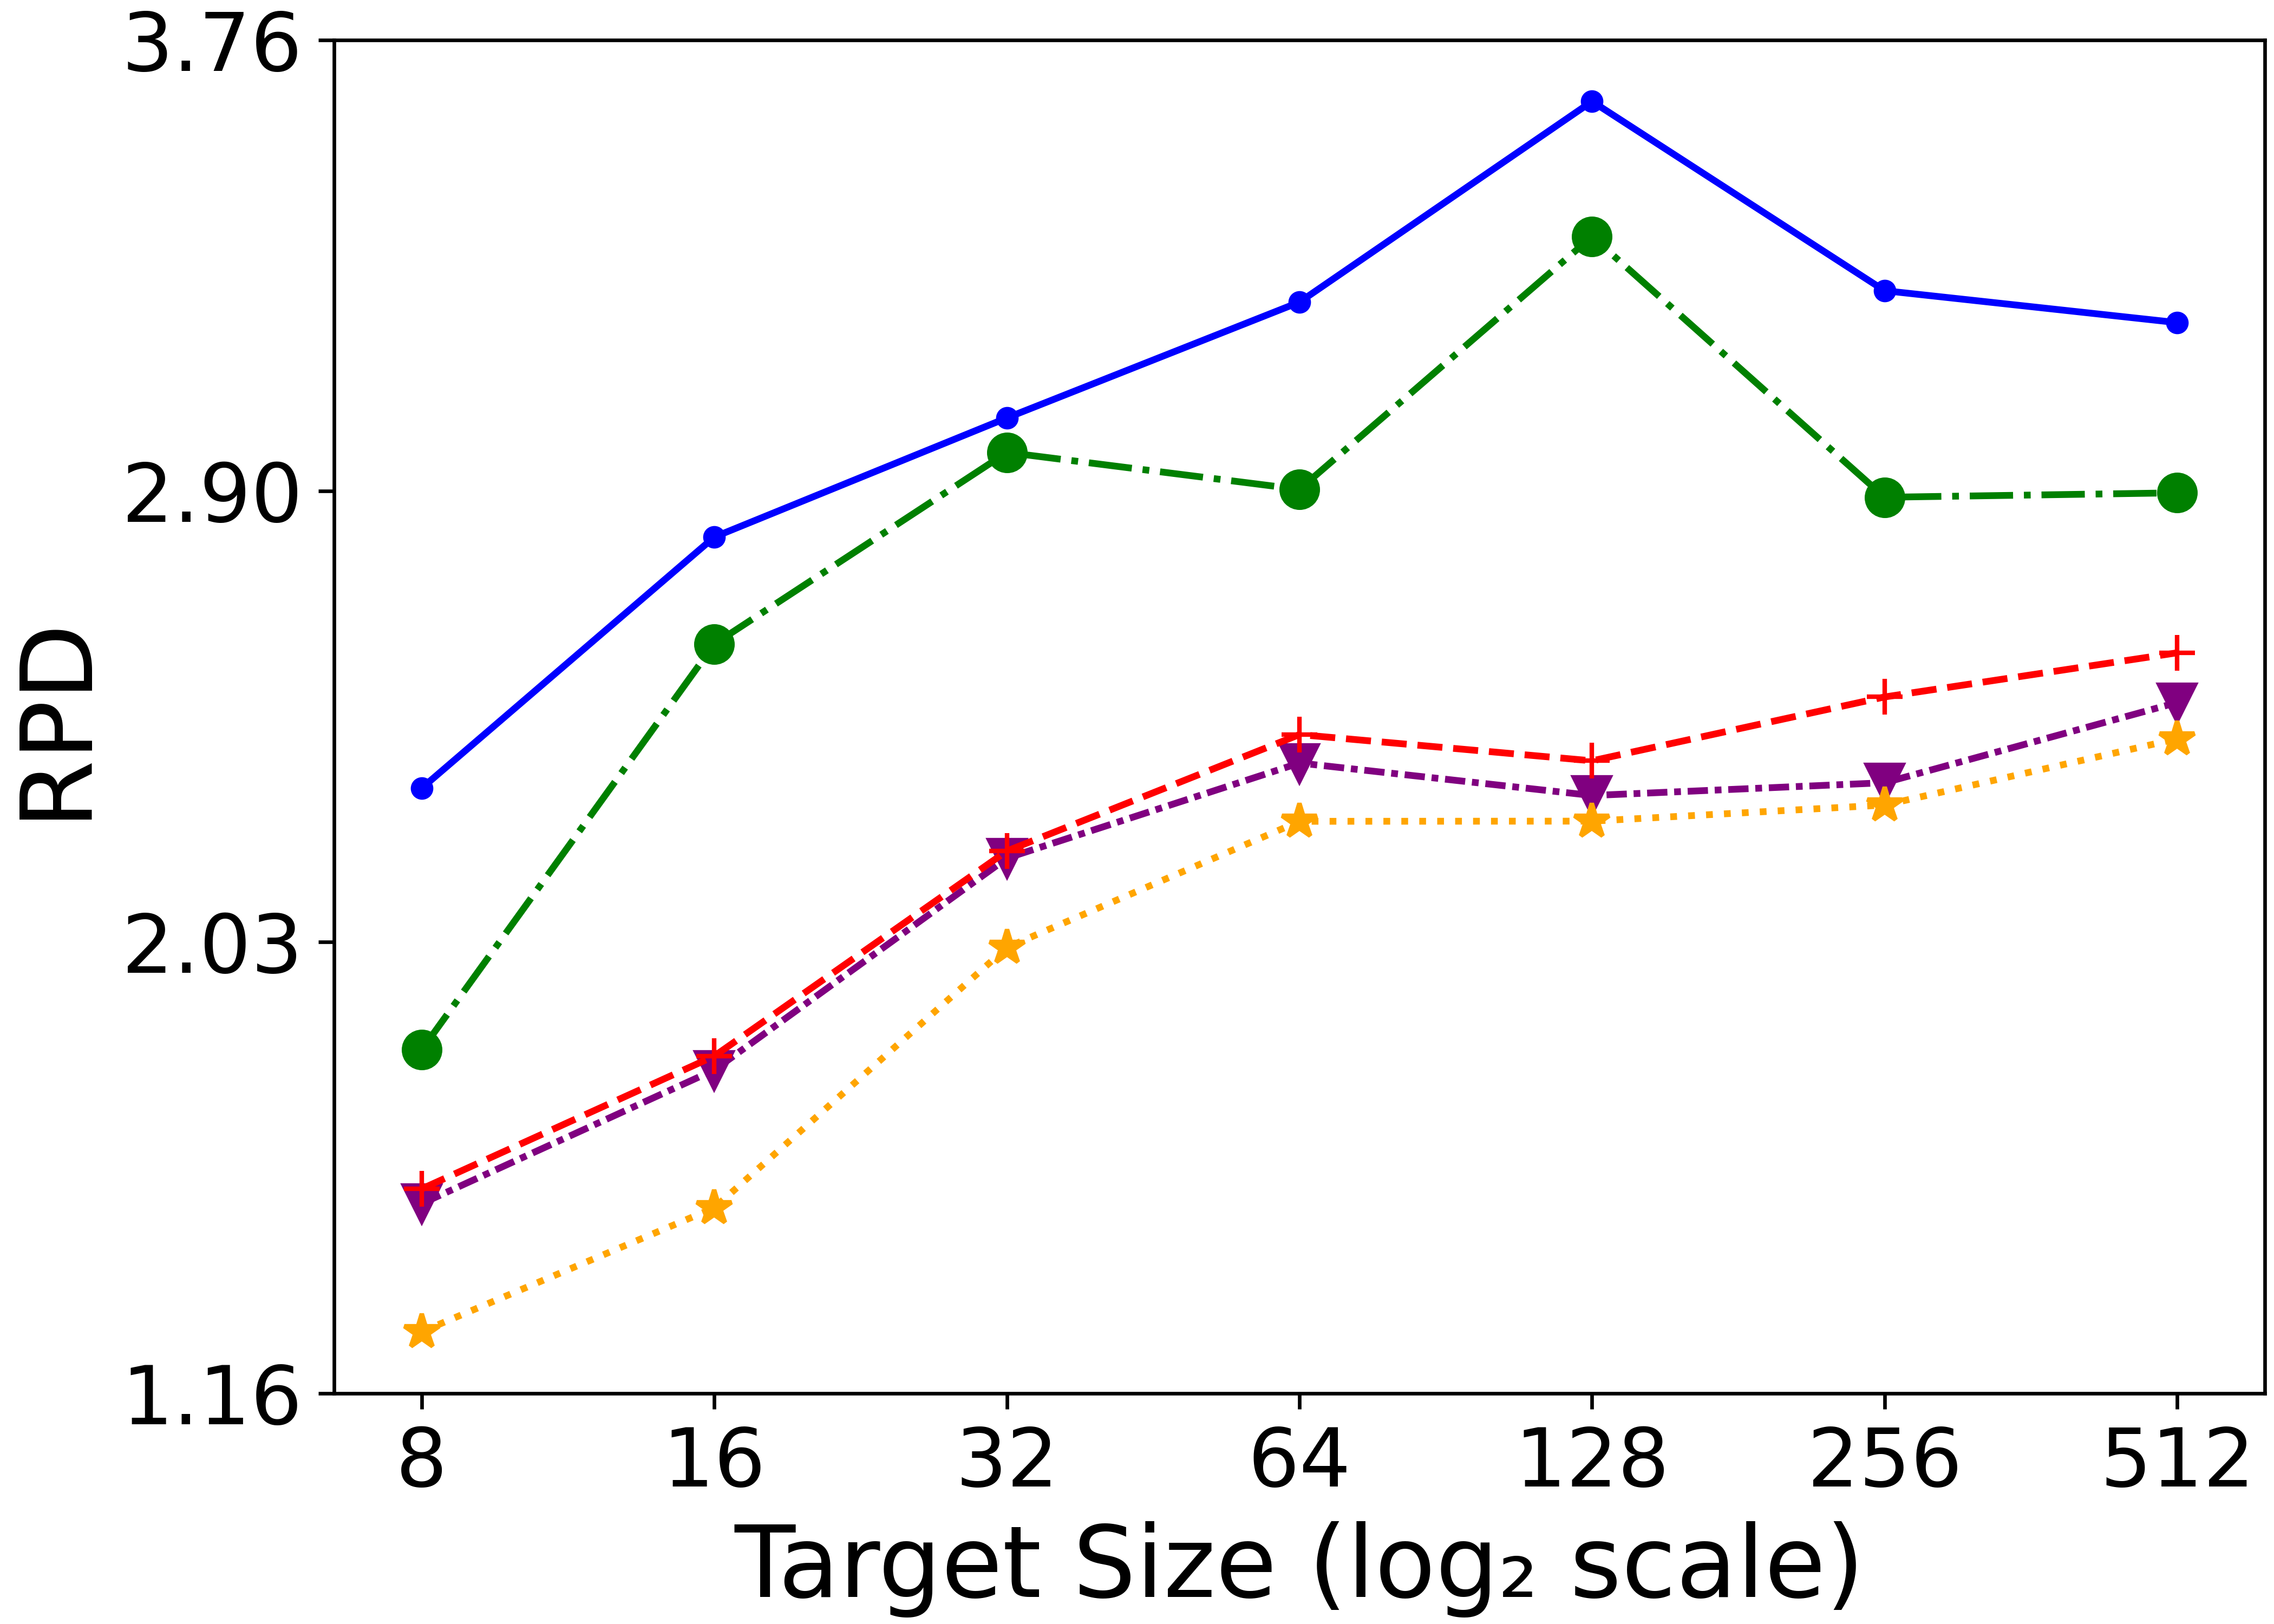 3.76
2.90
2.03
1.16
RPD
8 16 32 64 128 256 512
Target Size (log₂ scale)